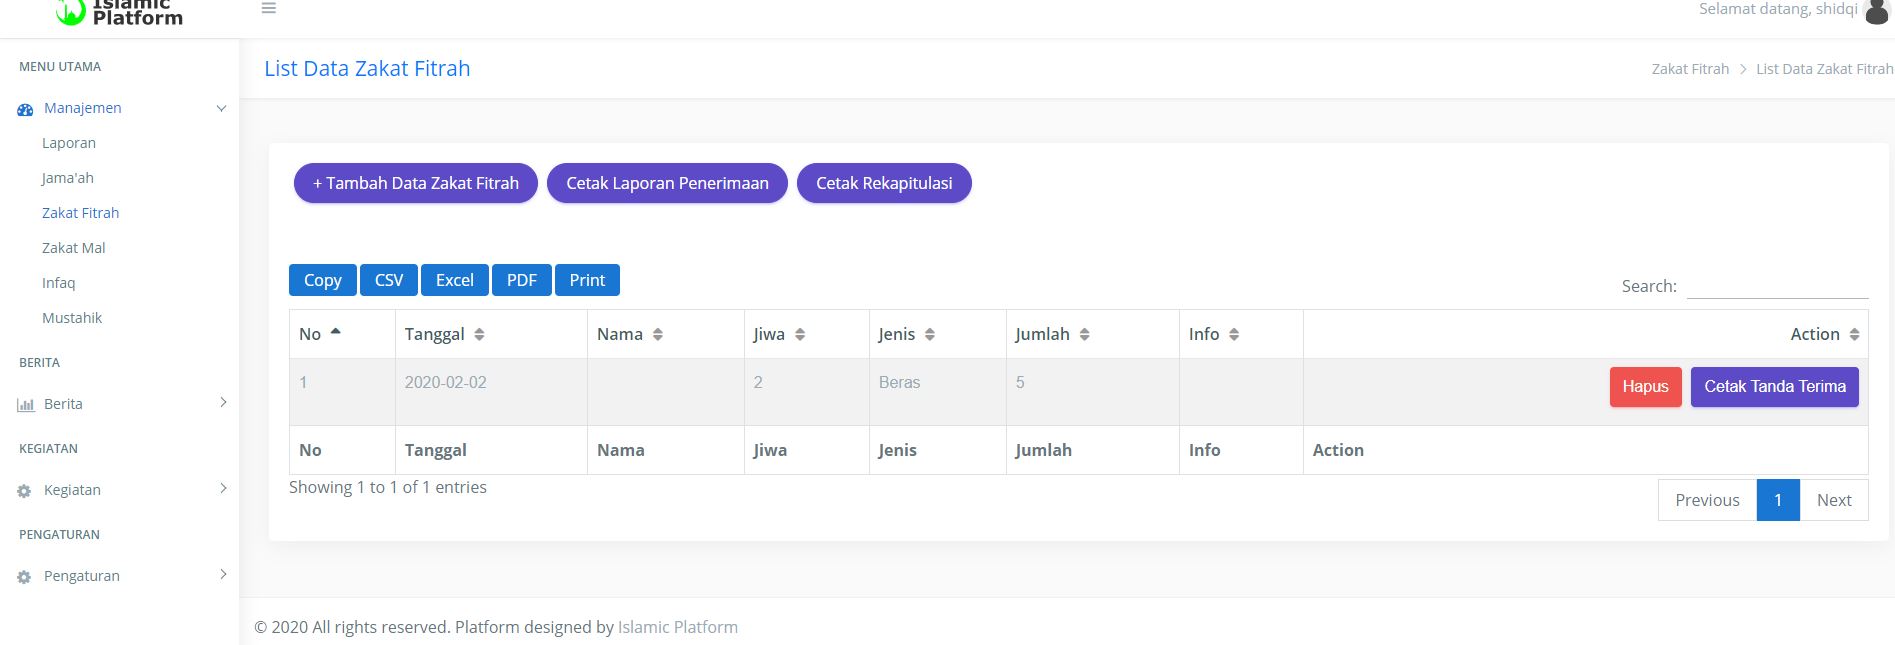 Islamic
Platform
Selamat datang, shidqi
MENU UTAMA
Manajemen
Laporan
Jama'ah
Zakat Fitrah
Zakat Mal
Infaq
Mustahik
BERITA
Berita
KEGIATAN
Kegiatan
PENGATURAN
Pengaturan
List Data Zakat Fitrah
Zakat Fitrah > List Data Zakat Fitrah
+ Tambah Data Zakat Fitrah Cetak Laporan Penerimaan Cetak Rekapitulasi
Copy CSV Excel PDF Print
Search:
No Tanggal Nama Jiwa Jenis Jumlah Info Action
1 2020-02-02 2 Beras 5 Hapus Cetak Tanda Terima
No Tanggal Nama Jiwa Jenis Jumlah Info Action
Showing 1 to 1 of 1 entries
Previous 1 Next
© 2020 All rights reserved. Platform designed by Islamic Platform